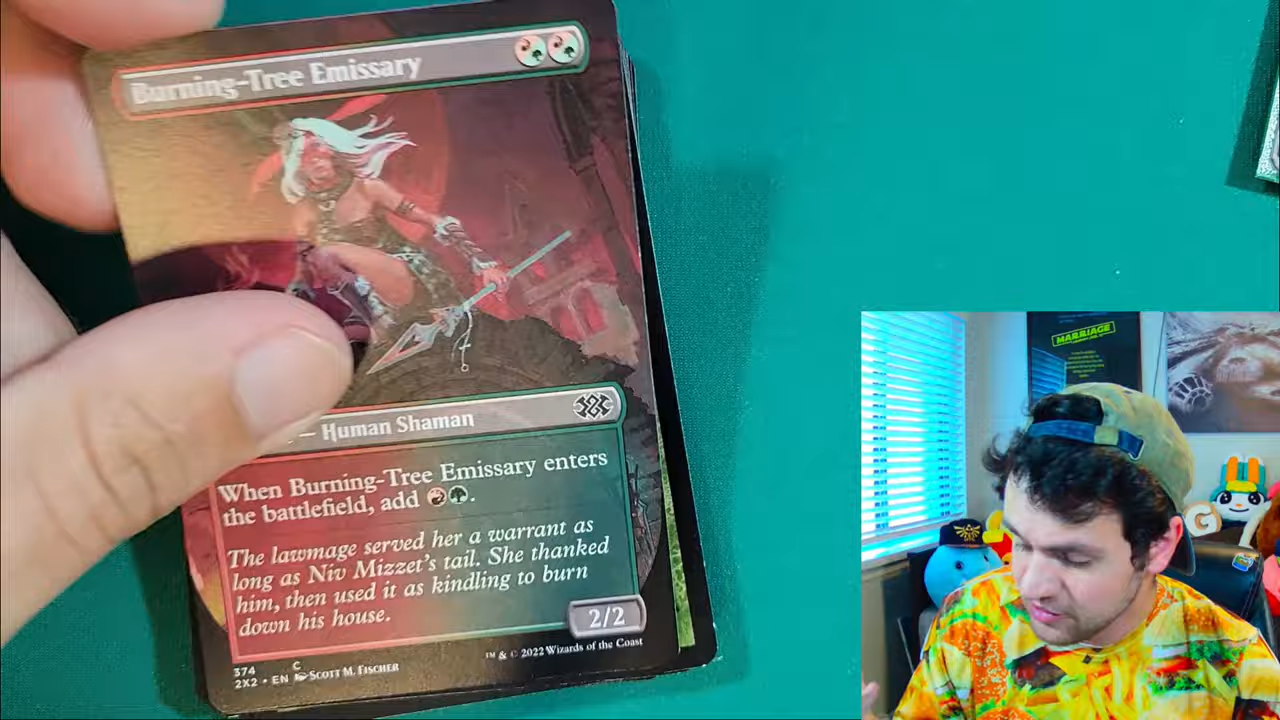 Burning-Tree Emissary
— Human Shaman
When Burning-Tree Emissary enters
the battlefield, add
The lawmage served her a warrant as
long as Niv Mizzet's tail. She thanked
him, then used it as kindling to burn
down his house.
2/2
374 C
2X2 • EN SCOTT M. FISCHER
™ & © 2022 Wizards of the Coast
MARRIAGE
G